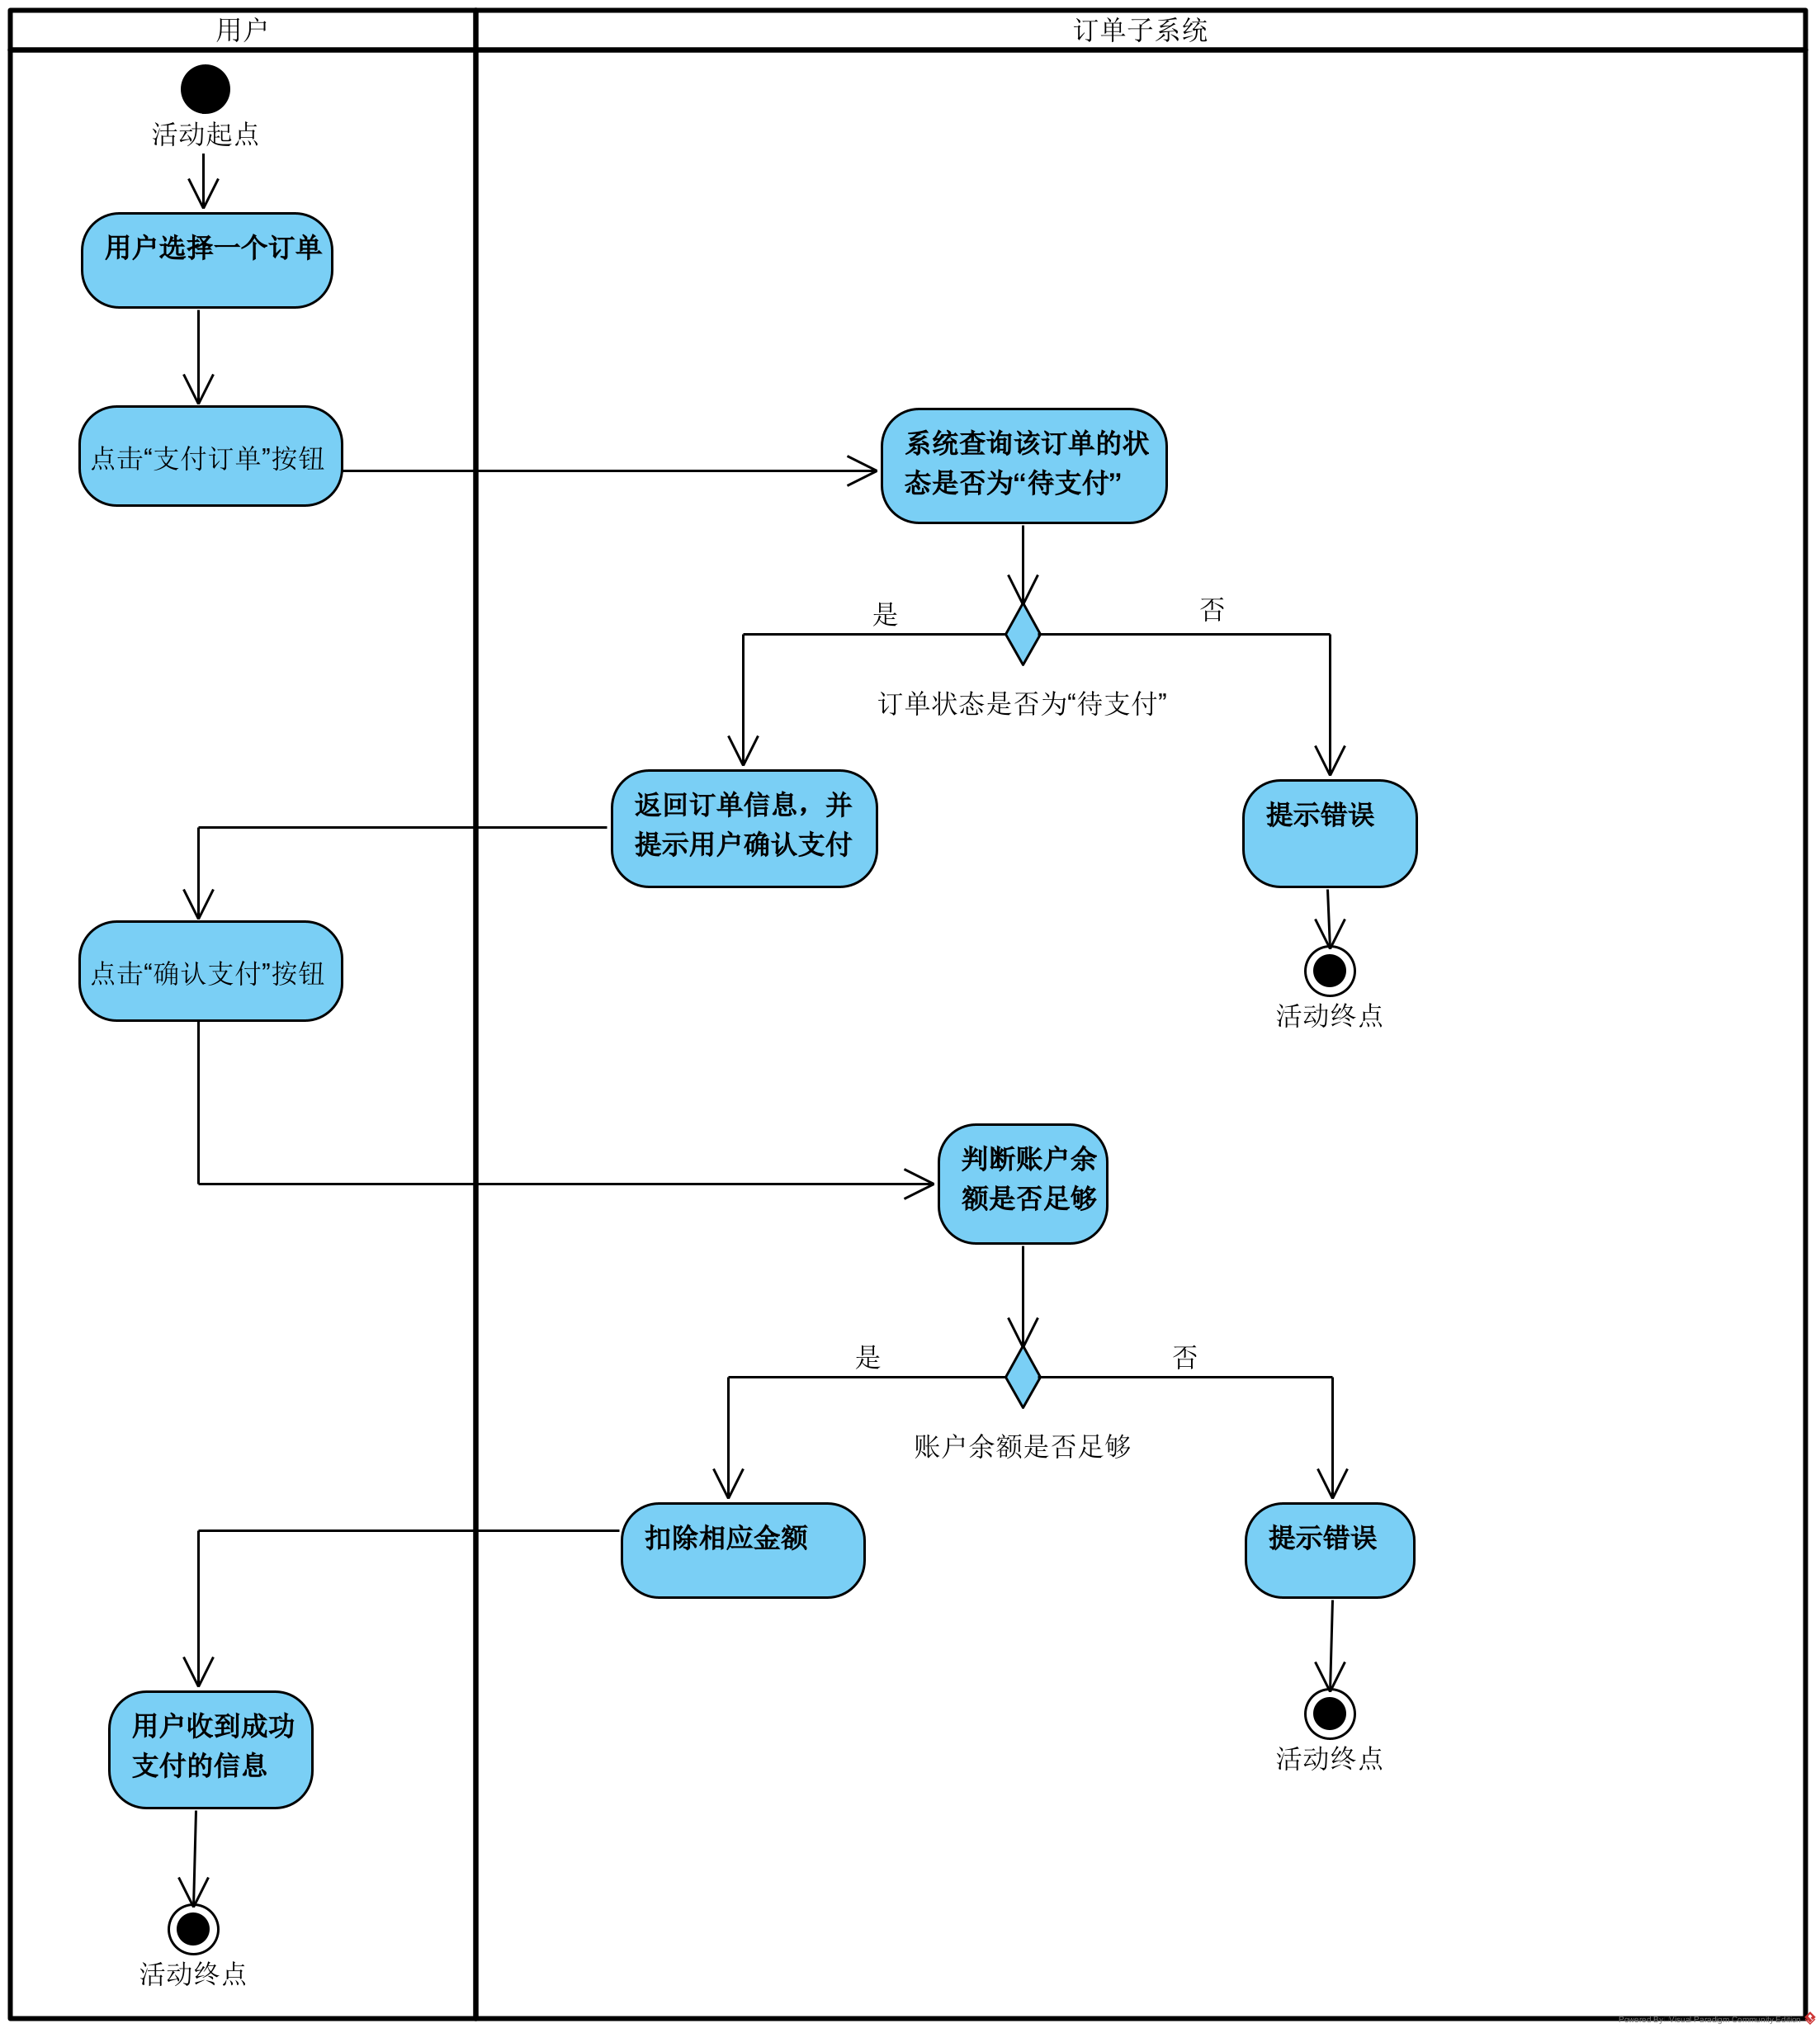 用户
订单子系统
活动起点
用户选择一个订单
点击“支付订单”按钮
系统查询该订单的状
态是否为“待支付”
是
否
订单状态是否为“待支付”
返回订单信息，并
提示用户确认支付
提示错误
点击“确认支付”按钮
活动终点
判断账户余
额是否足够
是
否
账户余额是否足够
扣除相应金额
提示错误
用户收到成功
支付的信息
活动终点
活动终点
Powered By Visual Paradigm Community Edition